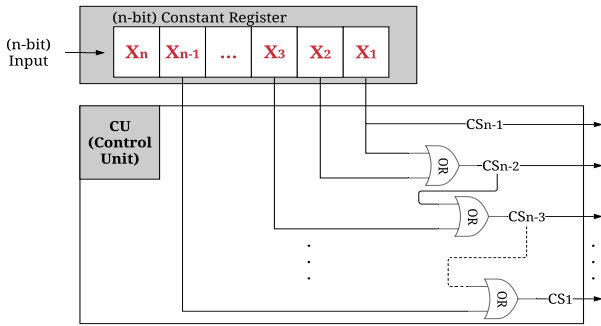 (n-bit) Constant Register
(n-bit)
Input
Xn Xn-1 ... X3 X2 X1
CU
(Control
Unit)
CSn-1
OR
CSn-2
OR
CSn-3
OR
CS1